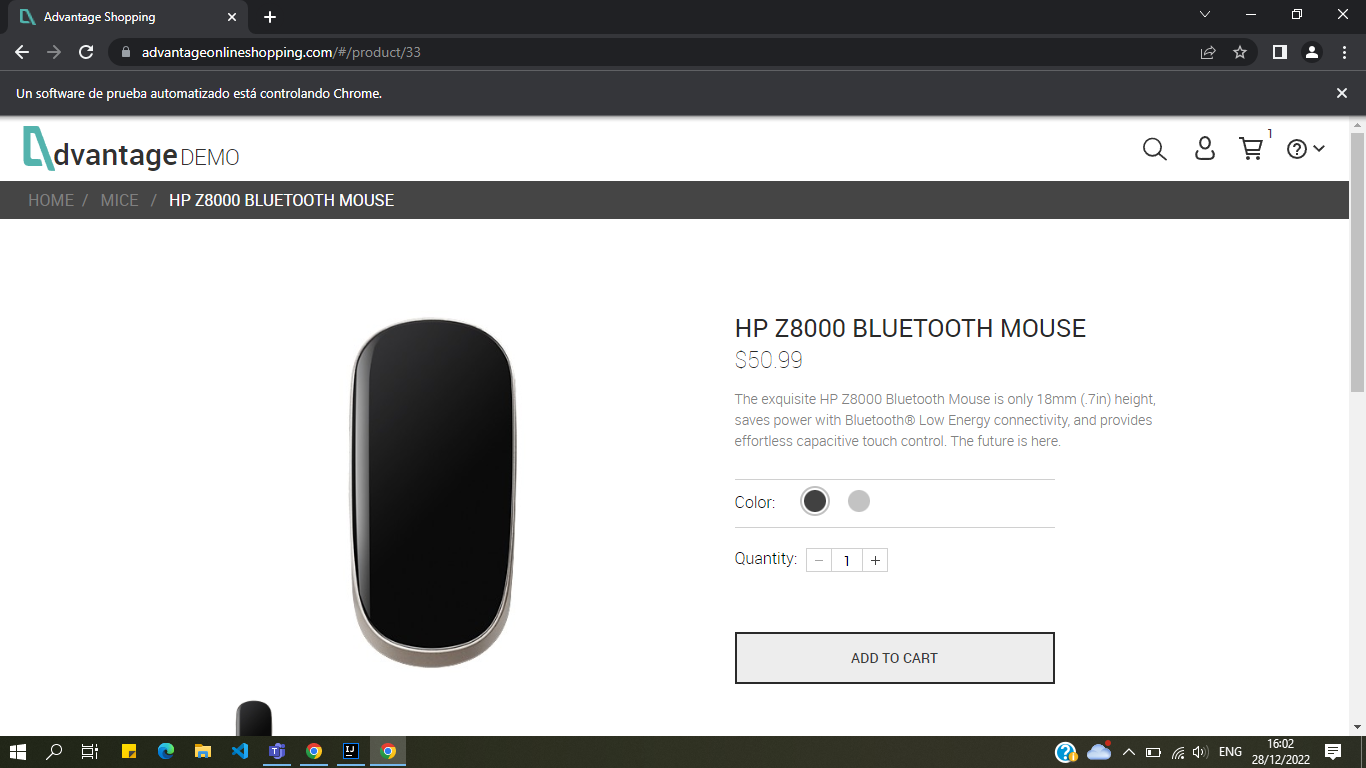 Advantage Shopping
advantageonlineshopping.com/#/product/33
Un software de prueba automatizado está controlando Chrome.
dvantage DEMO
1
HOME / MICE / HP Z8000 BLUETOOTH MOUSE
HP Z8000 BLUETOOTH MOUSE
$50.99
The exquisite HP Z8000 Bluetooth Mouse is only 18mm (.7in) height,
saves power with Bluetooth® Low Energy connectivity, and provides
effortless capacitive touch control. The future is here.
Color:
Quantity: − 1 +
ADD TO CART
ENG
16:02
28/12/2022